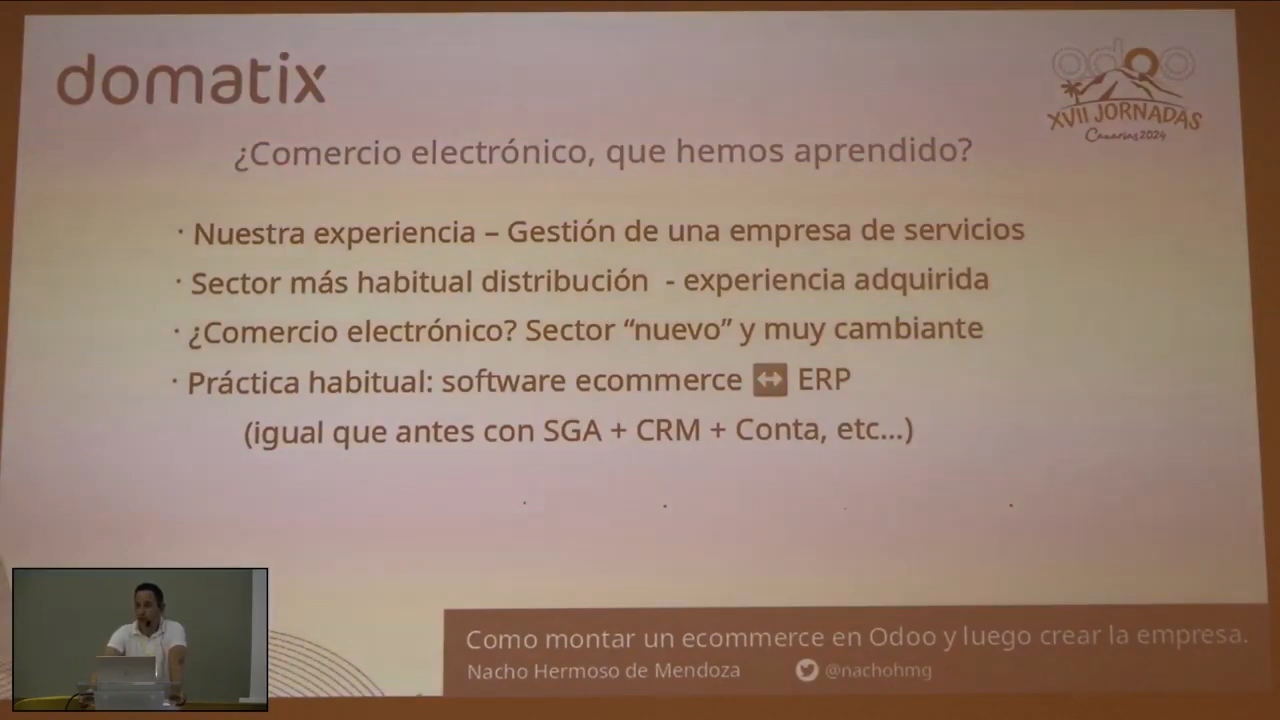 domatix
odoo
XVII JORNADAS
Canarias 2024
¿Comercio electrónico, que hemos aprendido?
· Nuestra experiencia – Gestión de una empresa de servicios
· Sector más habitual distribución - experiencia adquirida
· ¿Comercio electrónico? Sector “nuevo” y muy cambiante
· Práctica habitual: software ecommerce ↔ ERP
(igual que antes con SGA + CRM + Conta, etc...)
Como montar un ecommerce en Odoo y luego crear la empresa.
Nacho Hermoso de Mendoza @nachohmg